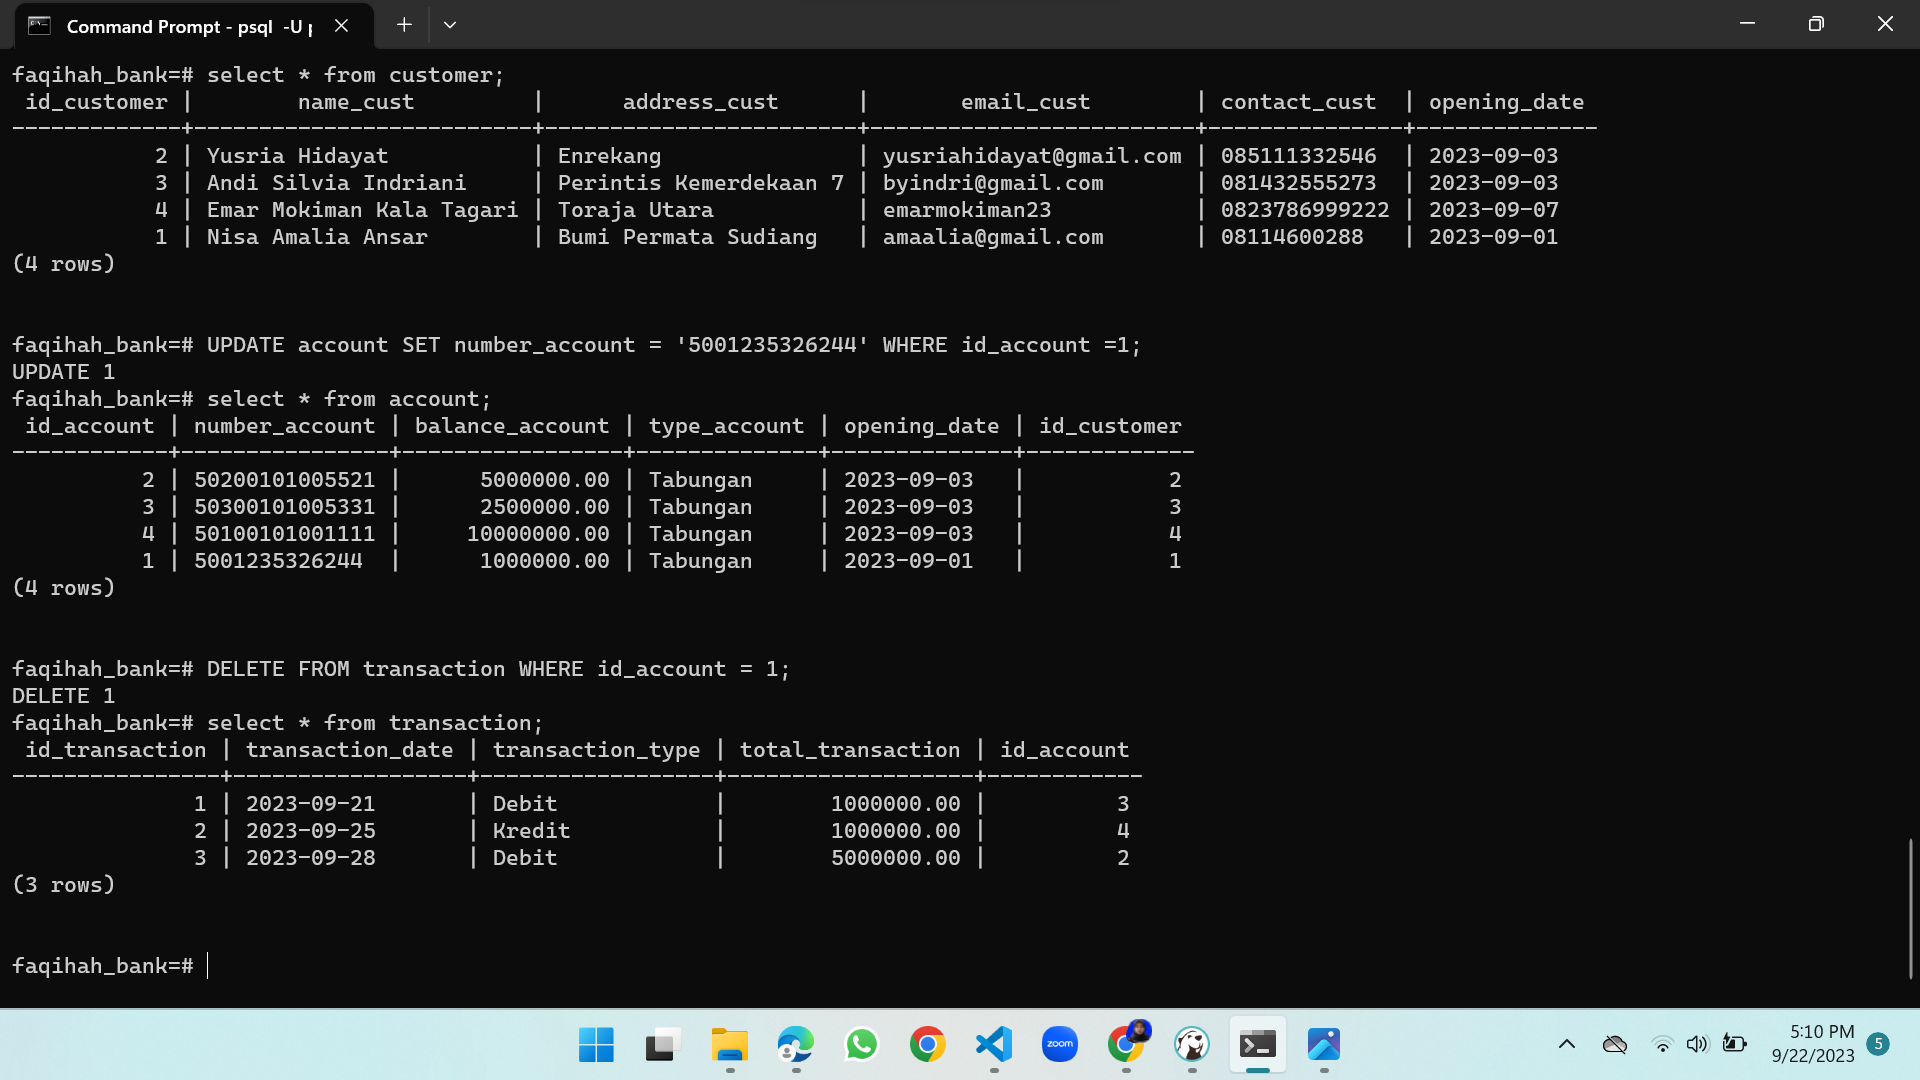 Command Prompt - psql  -U p
faqihah_bank=# select * from customer;
 id_customer |        name_cust         |      address_cust      |       email_cust        | contact_cust  | opening_date
-------------+--------------------------+------------------------+-------------------------+---------------+--------------
           2 | Yusria Hidayat           | Enrekang               | yusriahidayat@gmail.com | 085111332546  | 2023-09-03
           3 | Andi Silvia Indriani     | Perintis Kemerdekaan 7 | byindri@gmail.com       | 081432555273  | 2023-09-03
           4 | Emar Mokiman Kala Tagari | Toraja Utara           | emarmokiman23           | 0823786999222 | 2023-09-07
           1 | Nisa Amalia Ansar        | Bumi Permata Sudiang   | amaalia@gmail.com       | 08114600288   | 2023-09-01
(4 rows)
faqihah_bank=# UPDATE account SET number_account = '5001235326244' WHERE id_account =1;
UPDATE 1
faqihah_bank=# select * from account;
 id_account | number_account | balance_account | type_account | opening_date | id_customer
------------+----------------+-----------------+--------------+--------------+-------------
          2 | 50200101005521 |      5000000.00 | Tabungan     | 2023-09-03   |           2
          3 | 50300101005331 |      2500000.00 | Tabungan     | 2023-09-03   |           3
          4 | 50100101001111 |     10000000.00 | Tabungan     | 2023-09-03   |           4
          1 | 5001235326244  |      1000000.00 | Tabungan     | 2023-09-01   |           1
(4 rows)
faqihah_bank=# DELETE FROM transaction WHERE id_account = 1;
DELETE 1
faqihah_bank=# select * from transaction;
 id_transaction | transaction_date | transaction_type | total_transaction | id_account
----------------+------------------+------------------+-------------------+------------
              1 | 2023-09-21       | Debit            |        1000000.00 |          3
              2 | 2023-09-25       | Kredit           |        1000000.00 |          4
              3 | 2023-09-28       | Debit            |        5000000.00 |          2
(3 rows)
faqihah_bank=#
zoom
5:10 PM
9/22/2023
5